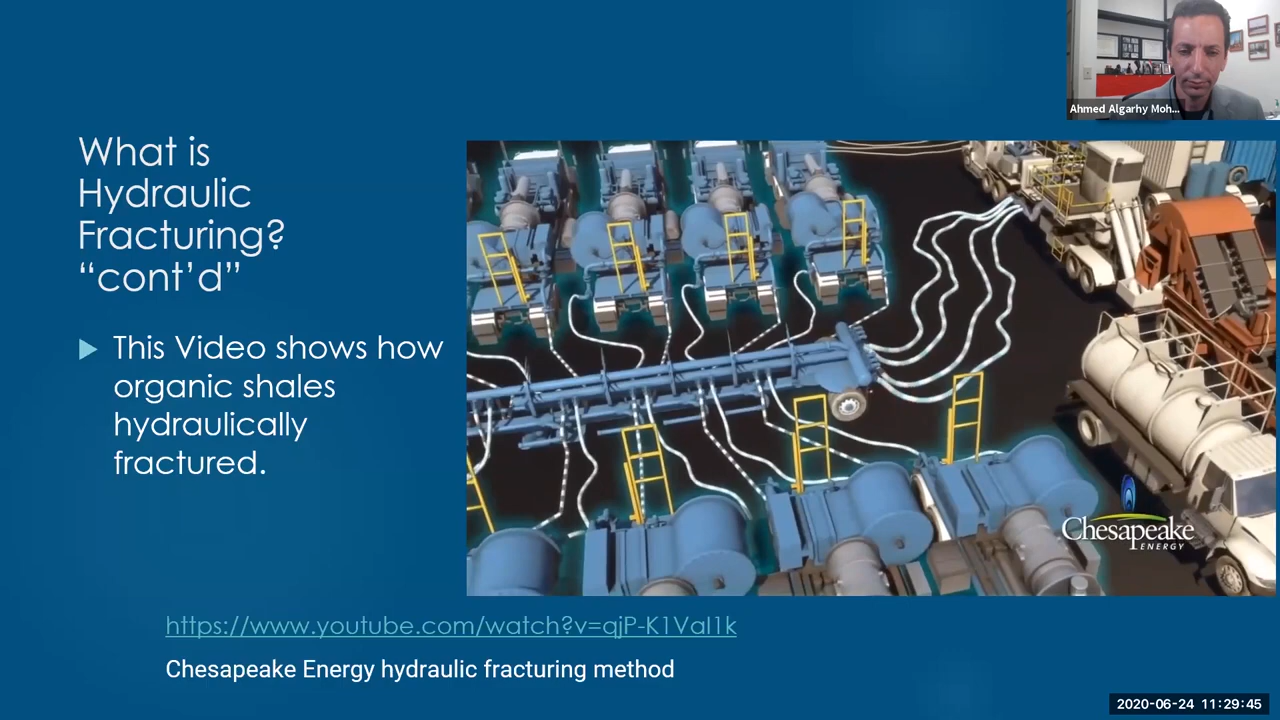 Ahmed Algarhy Moh...
What is
Hydraulic
Fracturing?
“cont’d”
This Video shows how
organic shales
hydraulically
fractured.
Chesapeake
ENERGY
https://www.youtube.com/watch?v=qjP-K1VaI1k
Chesapeake Energy hydraulic fracturing method
2020-06-24 11:29:45